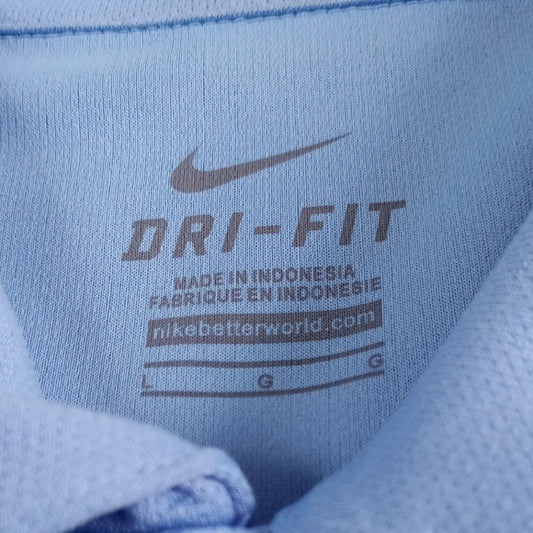 DRI-FIT
MADE IN INDONESIA
FABRIQUE EN INDONESIE
nikebetterworld.com
L G G